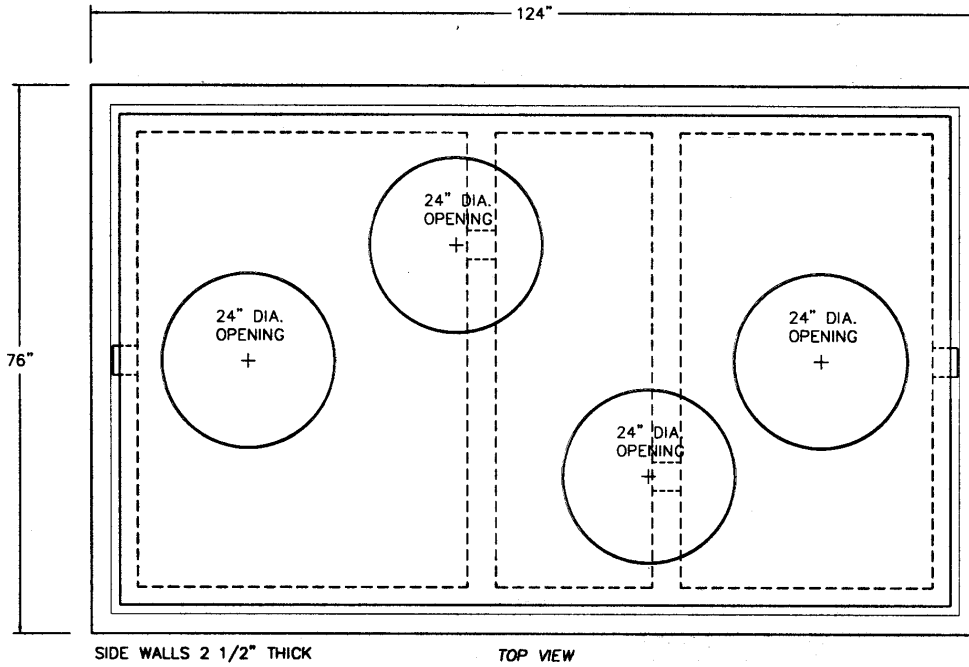 124"
24" DIA.
OPENING
24" DIA.
OPENING
24" DIA.
OPENING
76"
24" DIA.
OPENING
SIDE WALLS 2 1/2" THICK
TOP VIEW